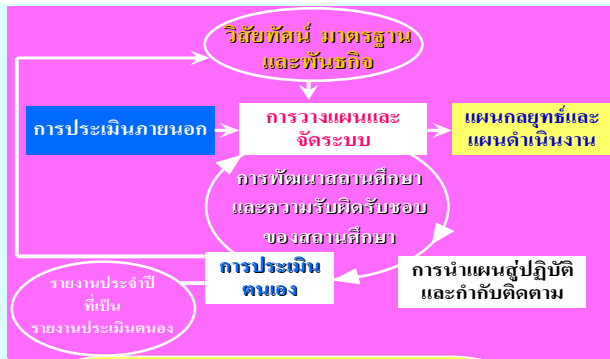 วิสัยทัศน์ มาตรฐาน
และพันธกิจ
การประเมินภายนอก
การวางแผนและ
จัดระบบ
แผนกลยุทธ์และ
แผนดำเนินงาน
การพัฒนาสถานศึกษา
และความรับผิดรับชอบ
ของสถานศึกษา
การประเมิน
ตนเอง
การนำแผนสู่ปฏิบัติ
และกำกับติดตาม
รายงานประจำปี
ที่เป็น
รายงานประเมินตนอง